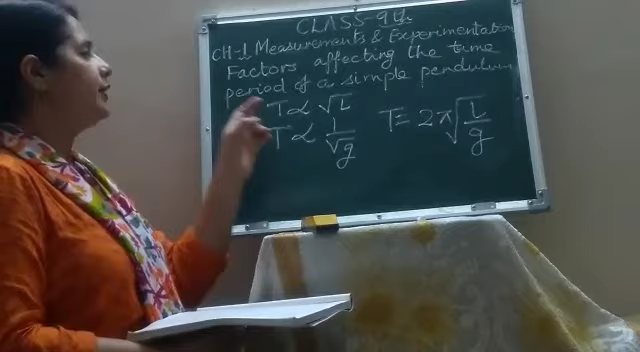 CLASS-9th
CH-1 Measurements & Experimentation
Factors affecting the time
period of a simple pendulum
T ∝ √L
T ∝ 1/√g T = 2π√L/g